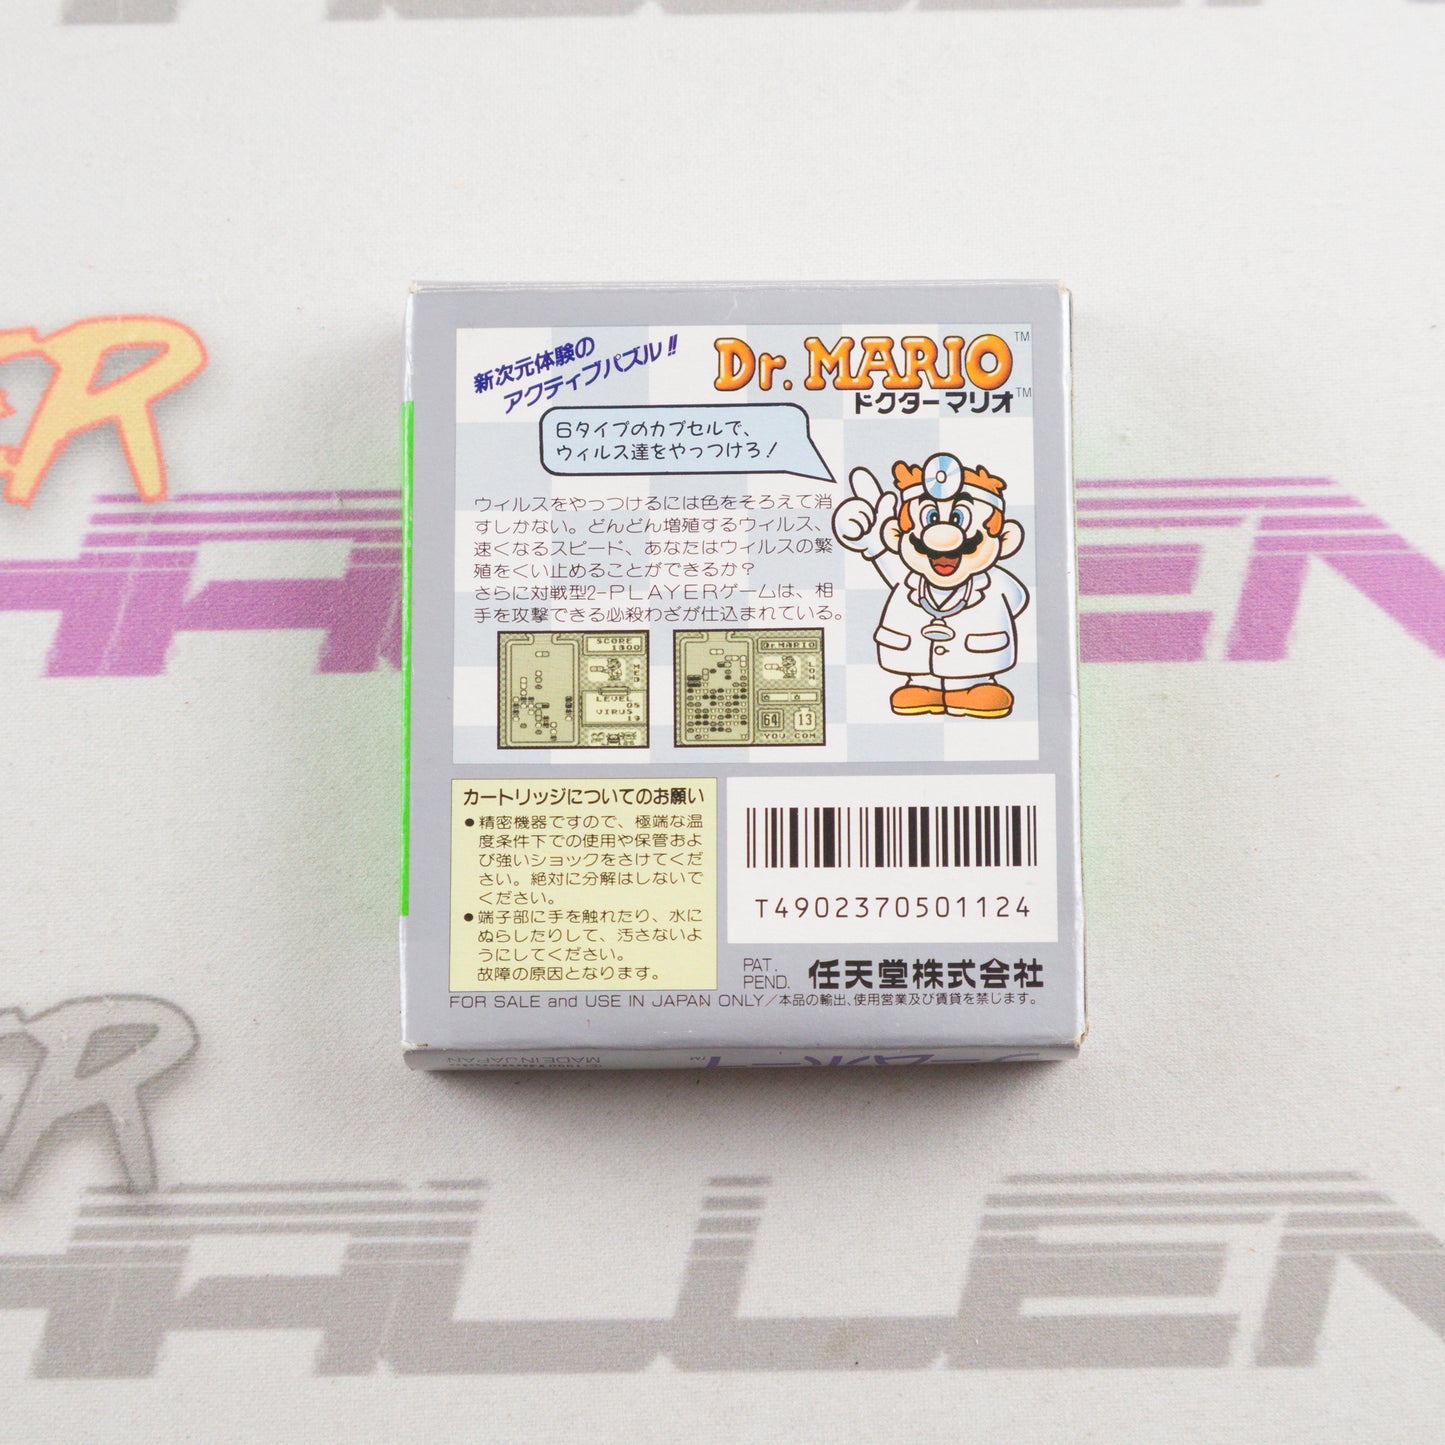 新次元体験の
アクティブパズル!!
Dr. MARIO™
ドクターマリオ™
6タイプのカプセルで、
ウィルス達をやっつけろ!
ウィルスをやっつけるには色をそろえて消
すしかない。どんどん増殖するウィルス、
速くなるスピード、あなたはウィルスの繁
殖をくい止めることができるか?
さらに対戦型2-PLAYERゲームは、相
手を攻撃できる必殺わざが仕込まれている。
SCORE
1800
LEVEL
05
VIRUS
19
Dr.MARIO
LOW
64 13
YOU COM
カートリッジについてのお願い
●精密機器ですので、極端な温
度条件下での使用や保管およ
び強いショックをさけてくだ
さい。絶対に分解はしないで
ください。
●端子部に手を触れたり、水に
ぬらしたりして、汚さないよ
うにしてください。
故障の原因となります。
T4902370501124
PAT.
PEND.
任天堂株式会社
FOR SALE and USE IN JAPAN ONLY/本品の輸出、使用営業及び賃貸を禁じます。
MADE IN JAPAN
ゲームボーイ™